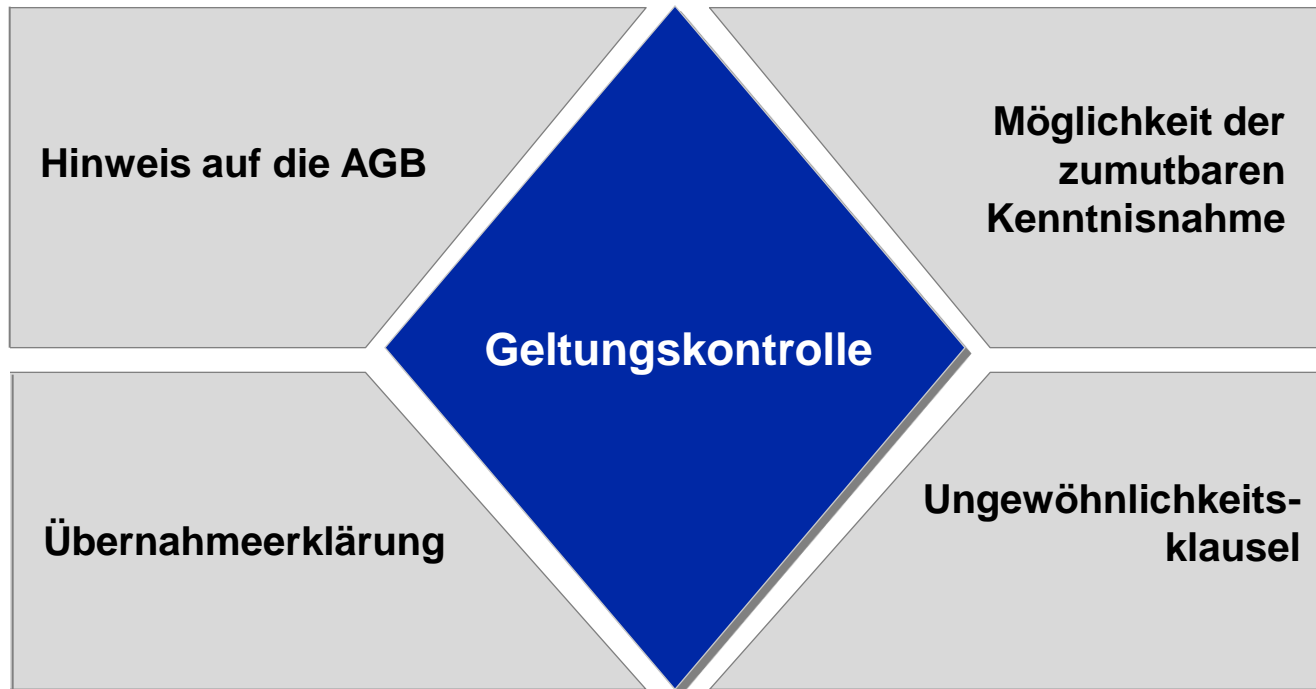 Hinweis auf die AGB
Möglichkeit der
zumutbaren
Kenntnisnahme
Geltungskontrolle
Übernahmeerklärung
Ungewöhnlichkeits-
klausel